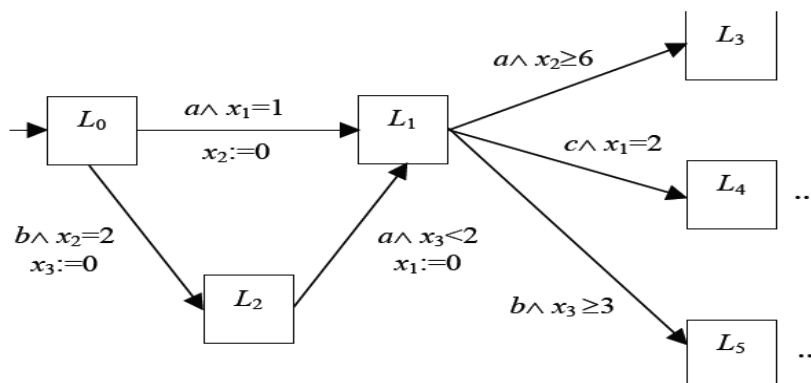 L₃
a∧ x₂≥6
L₀
a∧ x₁=1
x₂:=0
L₁
c∧ x₁=2
L₄
..
b∧ x₂=2
x₃:=0
a∧ x₃<2
x₁:=0
L₂
b∧ x₃ ≥3
L₅
..